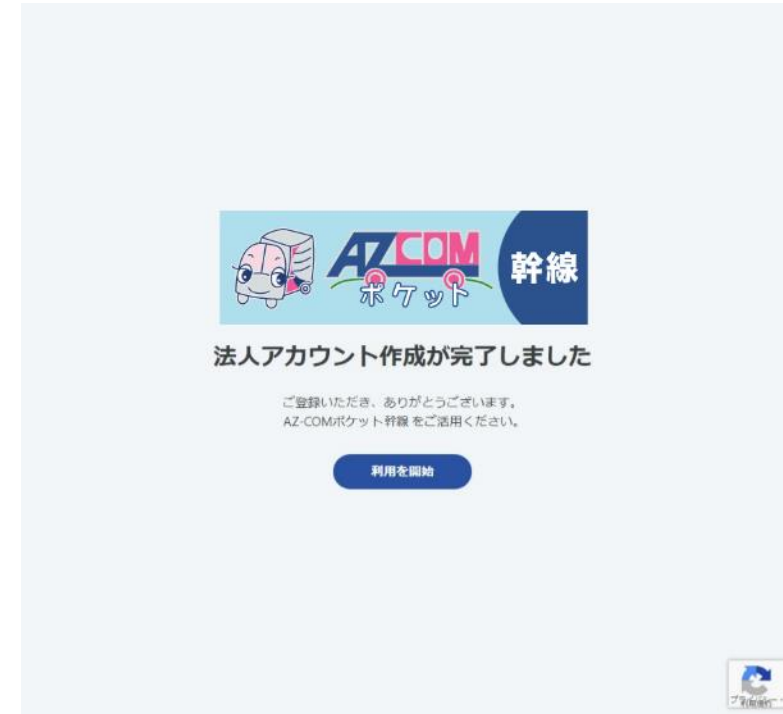 AZCOM
ポケット
幹線
法人アカウント作成が完了しました
ご登録いただき、ありがとうございます。
AZ-COMポケット幹線 をご活用ください。
利用を開始